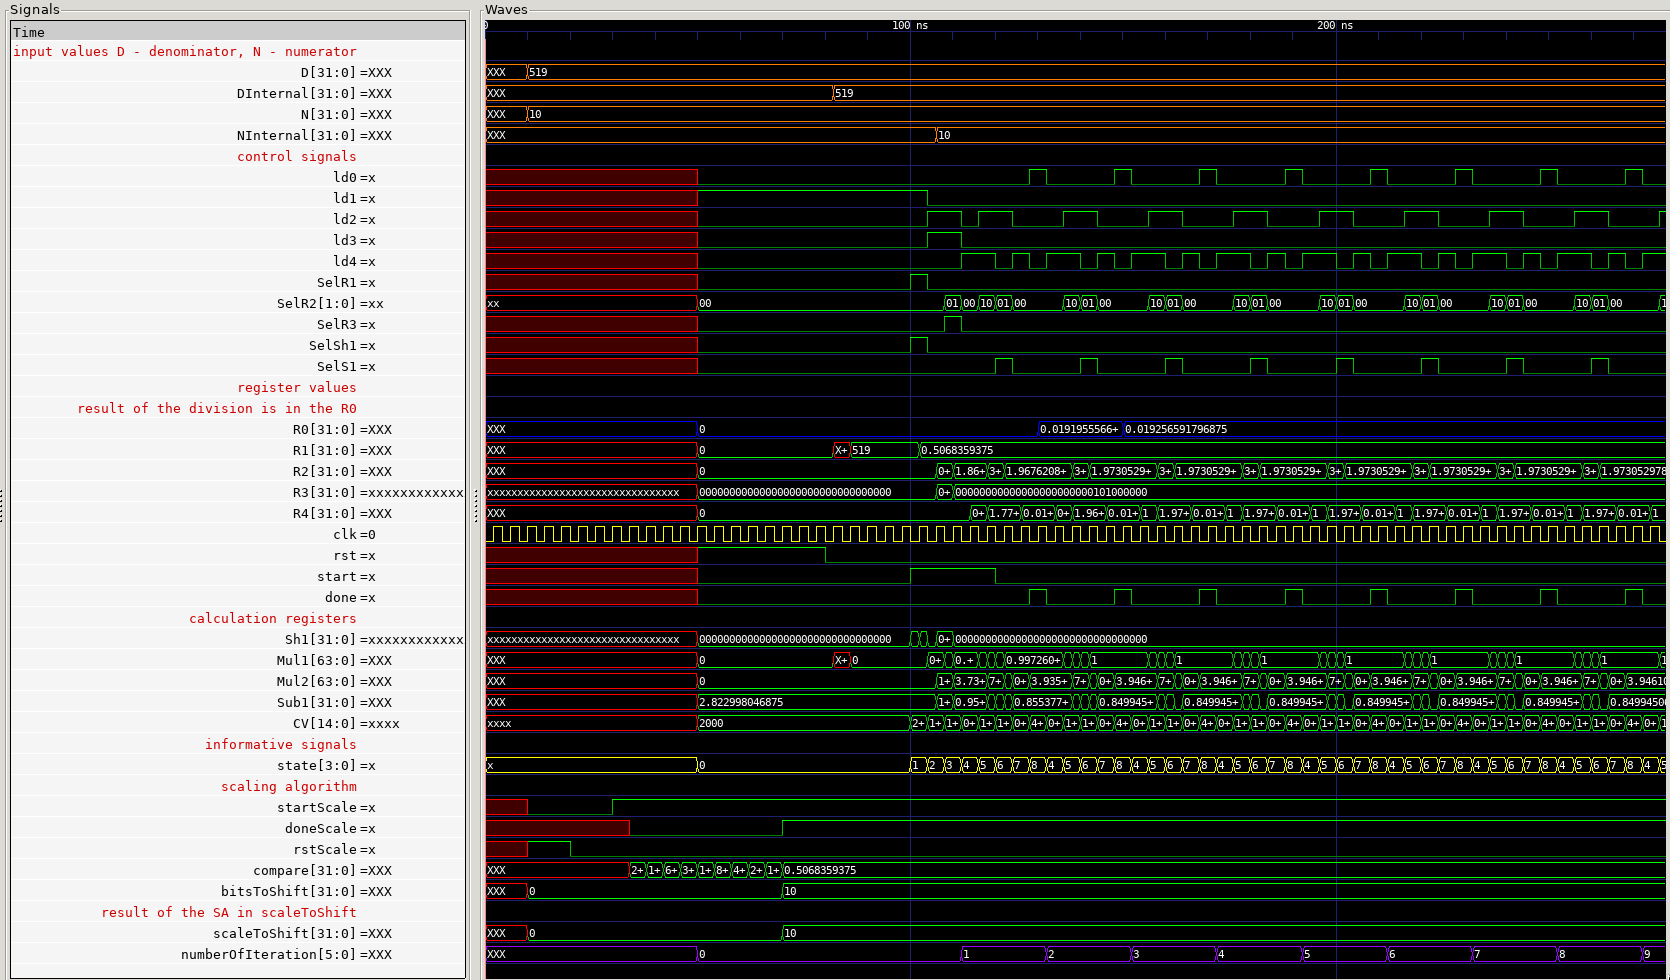 Signals Waves
Time 0 100 ns 200 ns
input values D - denominator, N - numerator
D[31:0] =XXX XXX 519
DInternal[31:0] =XXX XXX 519
N[31:0] =XXX XXX 10
NInternal[31:0] =XXX XXX 10
control signals
ld0 =x
ld1 =x
ld2 =x
ld3 =x
ld4 =x
SelR1 =x
SelR2[1:0] =xx xx 00 01 00 10 01 00 10 01 00 10 01 00 10 01 00 10 01 00 10 01 00 10 01 00 10 01 00 1
SelR3 =x
SelSh1 =x
SelS1 =x
register values
result of the division is in the R0
R0[31:0] =XXX XXX 0 0.0191955566+ 0.019256591796875
R1[31:0] =XXX XXX 0 X+ 519 0.5068359375
R2[31:0] =XXX XXX 0 0+ 1.86+ 3+ 1.9676208+ 3+ 1.9730529+ 3+ 1.9730529+ 3+ 1.9730529+ 3+ 1.9730529+ 3+ 1.9730529+ 3+ 1.9730529+ 3+ 1.973052978
R3[31:0] =xxxxxxxxxxxx xxxxxxxxxxxxxxxxxxxxxxxxxxxxxxxx 00000000000000000000000000000000 0+ 00000000000000000000000101000000
R4[31:0] =XXX XXX 0 0+ 1.77+ 0.01+ 0+ 1.96+ 0.01+ 1 1.97+ 0.01+ 1 1.97+ 0.01+ 1 1.97+ 0.01+ 1 1.97+ 0.01+ 1 1.97+ 0.01+ 1 1.97+ 0.01+ 1
clk =0
rst =x
start =x
done =x
calculation registers
Sh1[31:0] =xxxxxxxxxxxx xxxxxxxxxxxxxxxxxxxxxxxxxxxxxxxx 00000000000000000000000000000000 0+ 00000000000000000000000000000000
Mul1[63:0] =XXX XXX 0 X+ 0 0+ 0.+ 0.997260+ 1 1 1 1 1 1 1 1
Mul2[63:0] =XXX XXX 0 1+ 3.73+ 7+ 0+ 3.935+ 7+ 0+ 3.946+ 7+ 0+ 3.946+ 7+ 0+ 3.946+ 7+ 0+ 3.946+ 7+ 0+ 3.946+ 7+ 0+ 3.946+ 7+ 0+ 3.94610
Sub1[31:0] =XXX XXX 2.822998046875 1+ 0.95+ 0.855377+ 0.849945+ 0.849945+ 0.849945+ 0.849945+ 0.849945+ 0.849945+ 0.8499450
CV[14:0] =xxxx xxxx 2000 2+ 1+ 1+ 0+ 1+ 1+ 0+ 4+ 0+ 1+ 1+ 0+ 4+ 0+ 1+ 1+ 0+ 4+ 0+ 1+ 1+ 0+ 4+ 0+ 1+ 1+ 0+ 4+ 0+ 1+ 1+ 0+ 4+ 0+ 1+ 1+ 0+ 4+ 0+ 1+
informative signals
state[3:0] =x x 0 1 2 3 4 5 6 7 8 4 5 6 7 8 4 5 6 7 8 4 5 6 7 8 4 5 6 7 8 4 5 6 7 8 4 5 6 7 8 4 5 6 7 8 4 5
scaling algorithm
startScale =x
doneScale =x
rstScale =x
compare[31:0] =XXX XXX 2+ 1+ 6+ 3+ 1+ 8+ 4+ 2+ 1+ 0.5068359375
bitsToShift[31:0] =XXX XXX 0 10
result of the SA in scaleToShift
scaleToShift[31:0] =XXX XXX 0 10
numberOfIteration[5:0] =XXX XXX 0 1 2 3 4 5 6 7 8 9